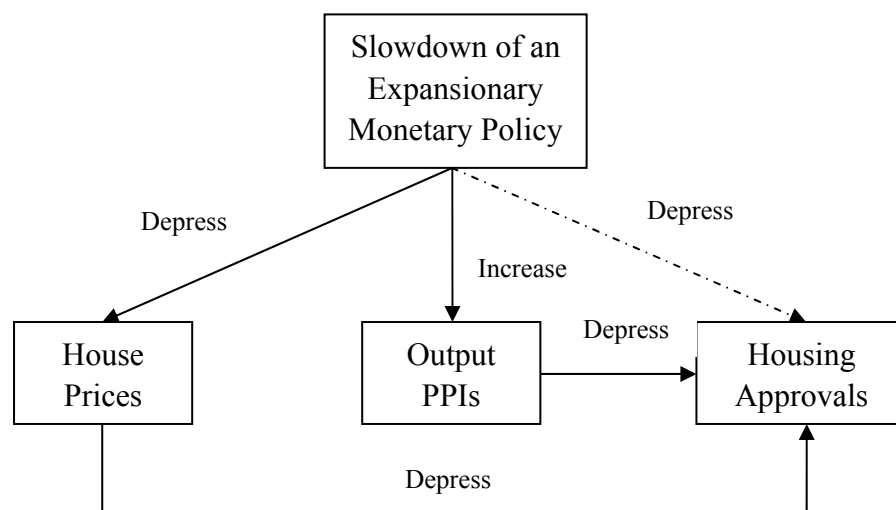 Slowdown of an
Expansionary
Monetary Policy
Depress
Depress
Increase
Depress
House
Prices
Output
PPIs
Housing
Approvals
Depress